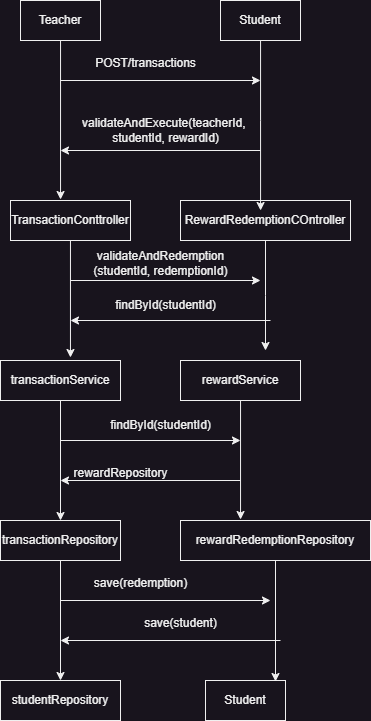 Teacher
Student
POST/transactions
validateAndExecute(teacherId,
studentId, rewardId)
TransactionConttroller
RewardRedemptionCOntroller
validateAndRedemption
(studentId, redemptionId)
findById(studentId)
transactionService
rewardService
findById(studentId)
rewardRepository
transactionRepository
rewardRedemptionRepository
save(redemption)
save(student)
studentRepository
Student